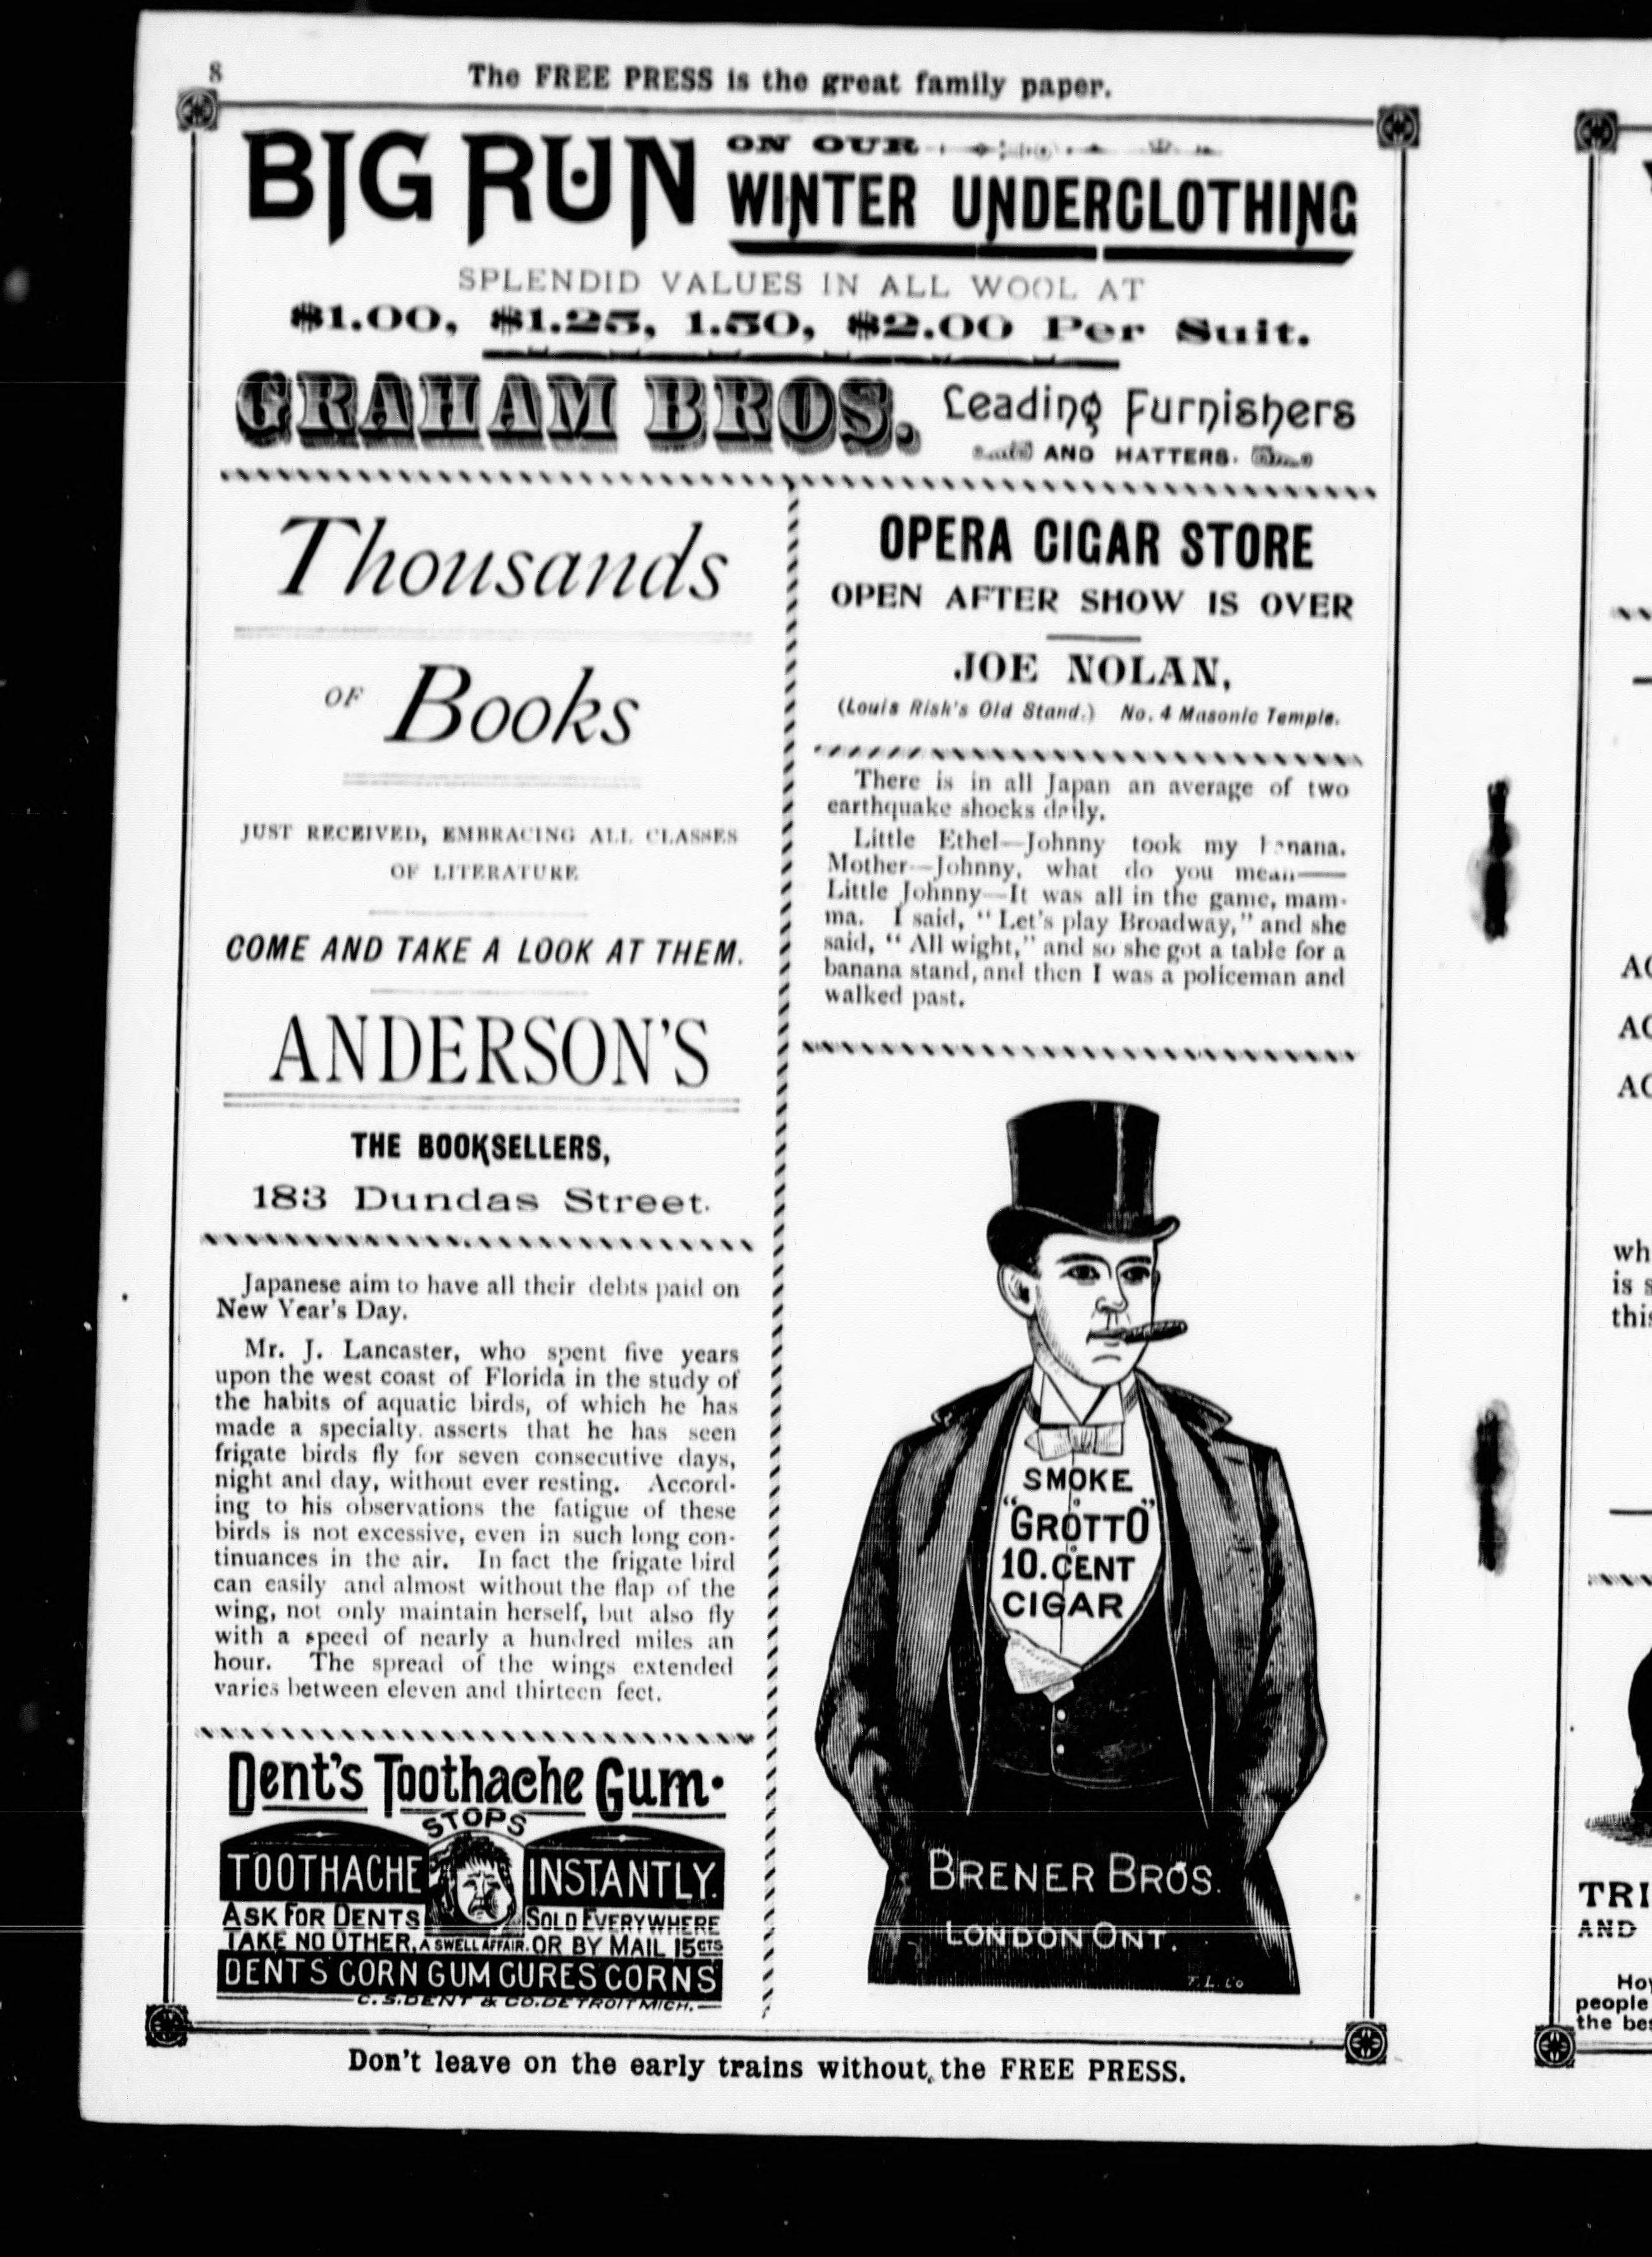 8
The FREE PRESS is the great family paper.
BIG RUN ON OUR
WINTER UNDERCLOTHING
SPLENDID VALUES IN ALL WOOL AT
$1.00, $1.25, 1.50, $2.00 Per Suit.
GRAHAM BROS. Leading Furnishers
AND HATTERS.
Thousands
OF Books
JUST RECEIVED, EMBRACING ALL CLASSES
OF LITERATURE
COME AND TAKE A LOOK AT THEM.
ANDERSON'S
THE BOOKSELLERS,
183 Dundas Street.
Japanese aim to have all their debts paid on
New Year's Day.
Mr. J. Lancaster, who spent five years
upon the west coast of Florida in the study of
the habits of aquatic birds, of which he has
made a specialty. asserts that he has seen
frigate birds fly for seven consecutive days,
night and day, without ever resting. Accord-
ing to his observations the fatigue of these
birds is not excessive, even in such long con-
tinuances in the air. In fact the frigate bird
can easily and almost without the flap of the
wing, not only maintain herself, but also fly
with a speed of nearly a hundred miles an
hour. The spread of the wings extended
varies between eleven and thirteen feet.
Dent's Toothache Gum.
STOPS
TOOTHACHE INSTANTLY.
ASK FOR DENTS SOLD EVERYWHERE
TAKE NO OTHER. A SWELL AFFAIR. OR BY MAIL 15CTS
DENTS CORN GUM CURES CORNS
C. S. DENT & CO. DETROIT MICH.
OPERA CIGAR STORE
OPEN AFTER SHOW IS OVER
JOE NOLAN,
(Louis Risk's Old Stand.) No. 4 Masonic Temple.
There is in all Japan an average of two
earthquake shocks daily.
Little Ethel—Johnny took my banana.
Mother—Johnny, what do you mean——
Little Johnny—It was all in the game, mam-
ma. I said, "Let's play Broadway," and she
said, "All wight," and so she got a table for a
banana stand, and then I was a policeman and
walked past.
SMOKE
"GROTTO"
10. CENT
CIGAR
BRENER BROS.
LONDON ONT.
T. L. Co
Don't leave on the early trains without the FREE PRESS.
AC
AC
AC
wh
is s
this
TRI
AND
Ho
people
the bes